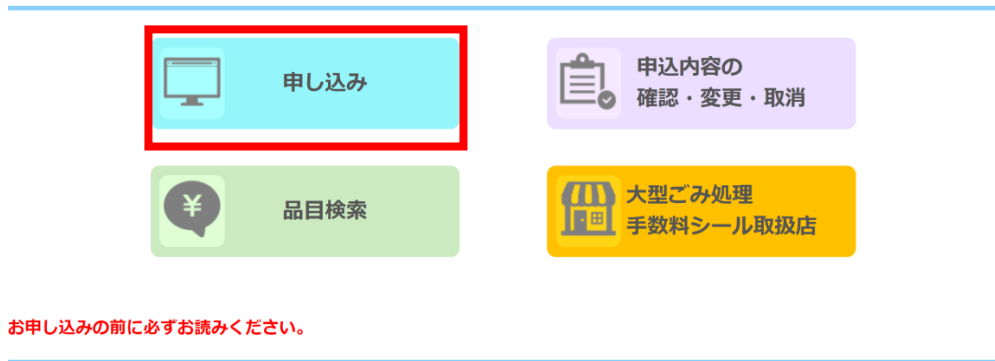 申し込み
申込内容の
確認・変更・取消
¥
品目検索
大型ごみ処理
手数料シール取扱店
お申し込みの前に必ずお読みください。